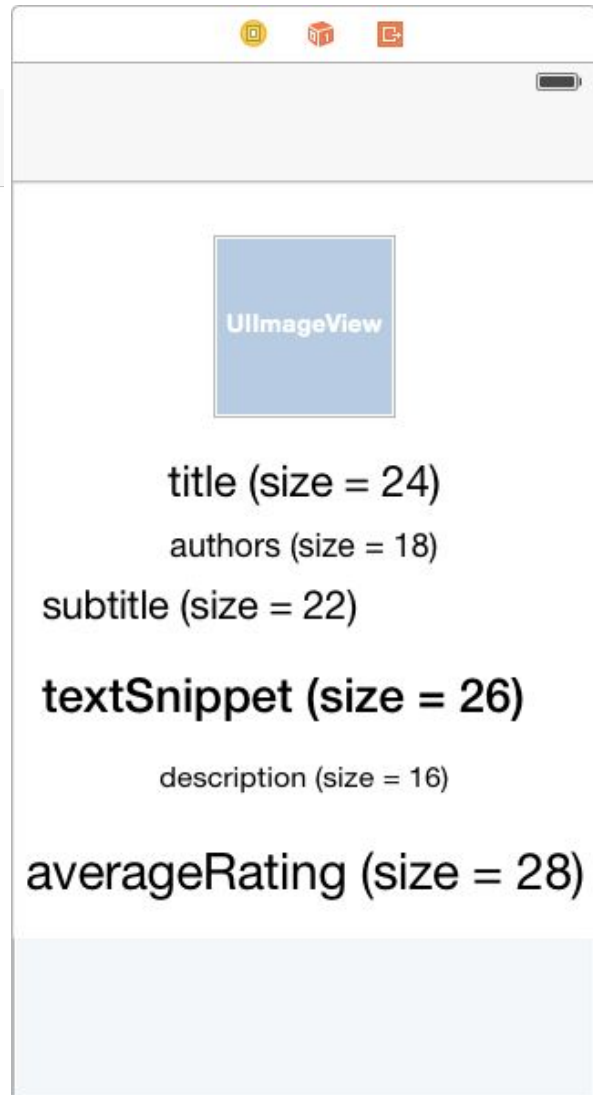 UIImageView
title (size = 24)
authors (size = 18)
subtitle (size = 22)
textSnippet (size = 26)
description (size = 16)
averageRating (size = 28)